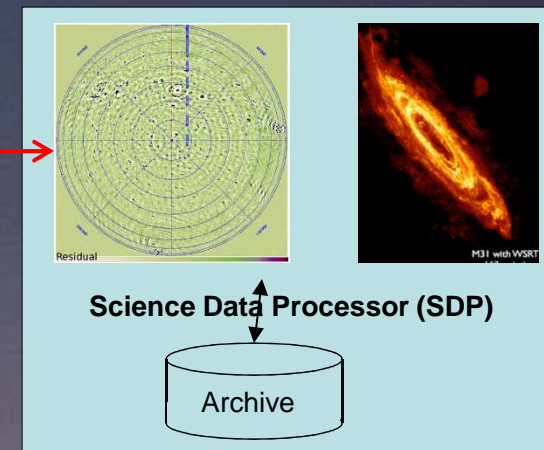 Residual
M31 with WSRT
Science Data Processor (SDP)
Archive